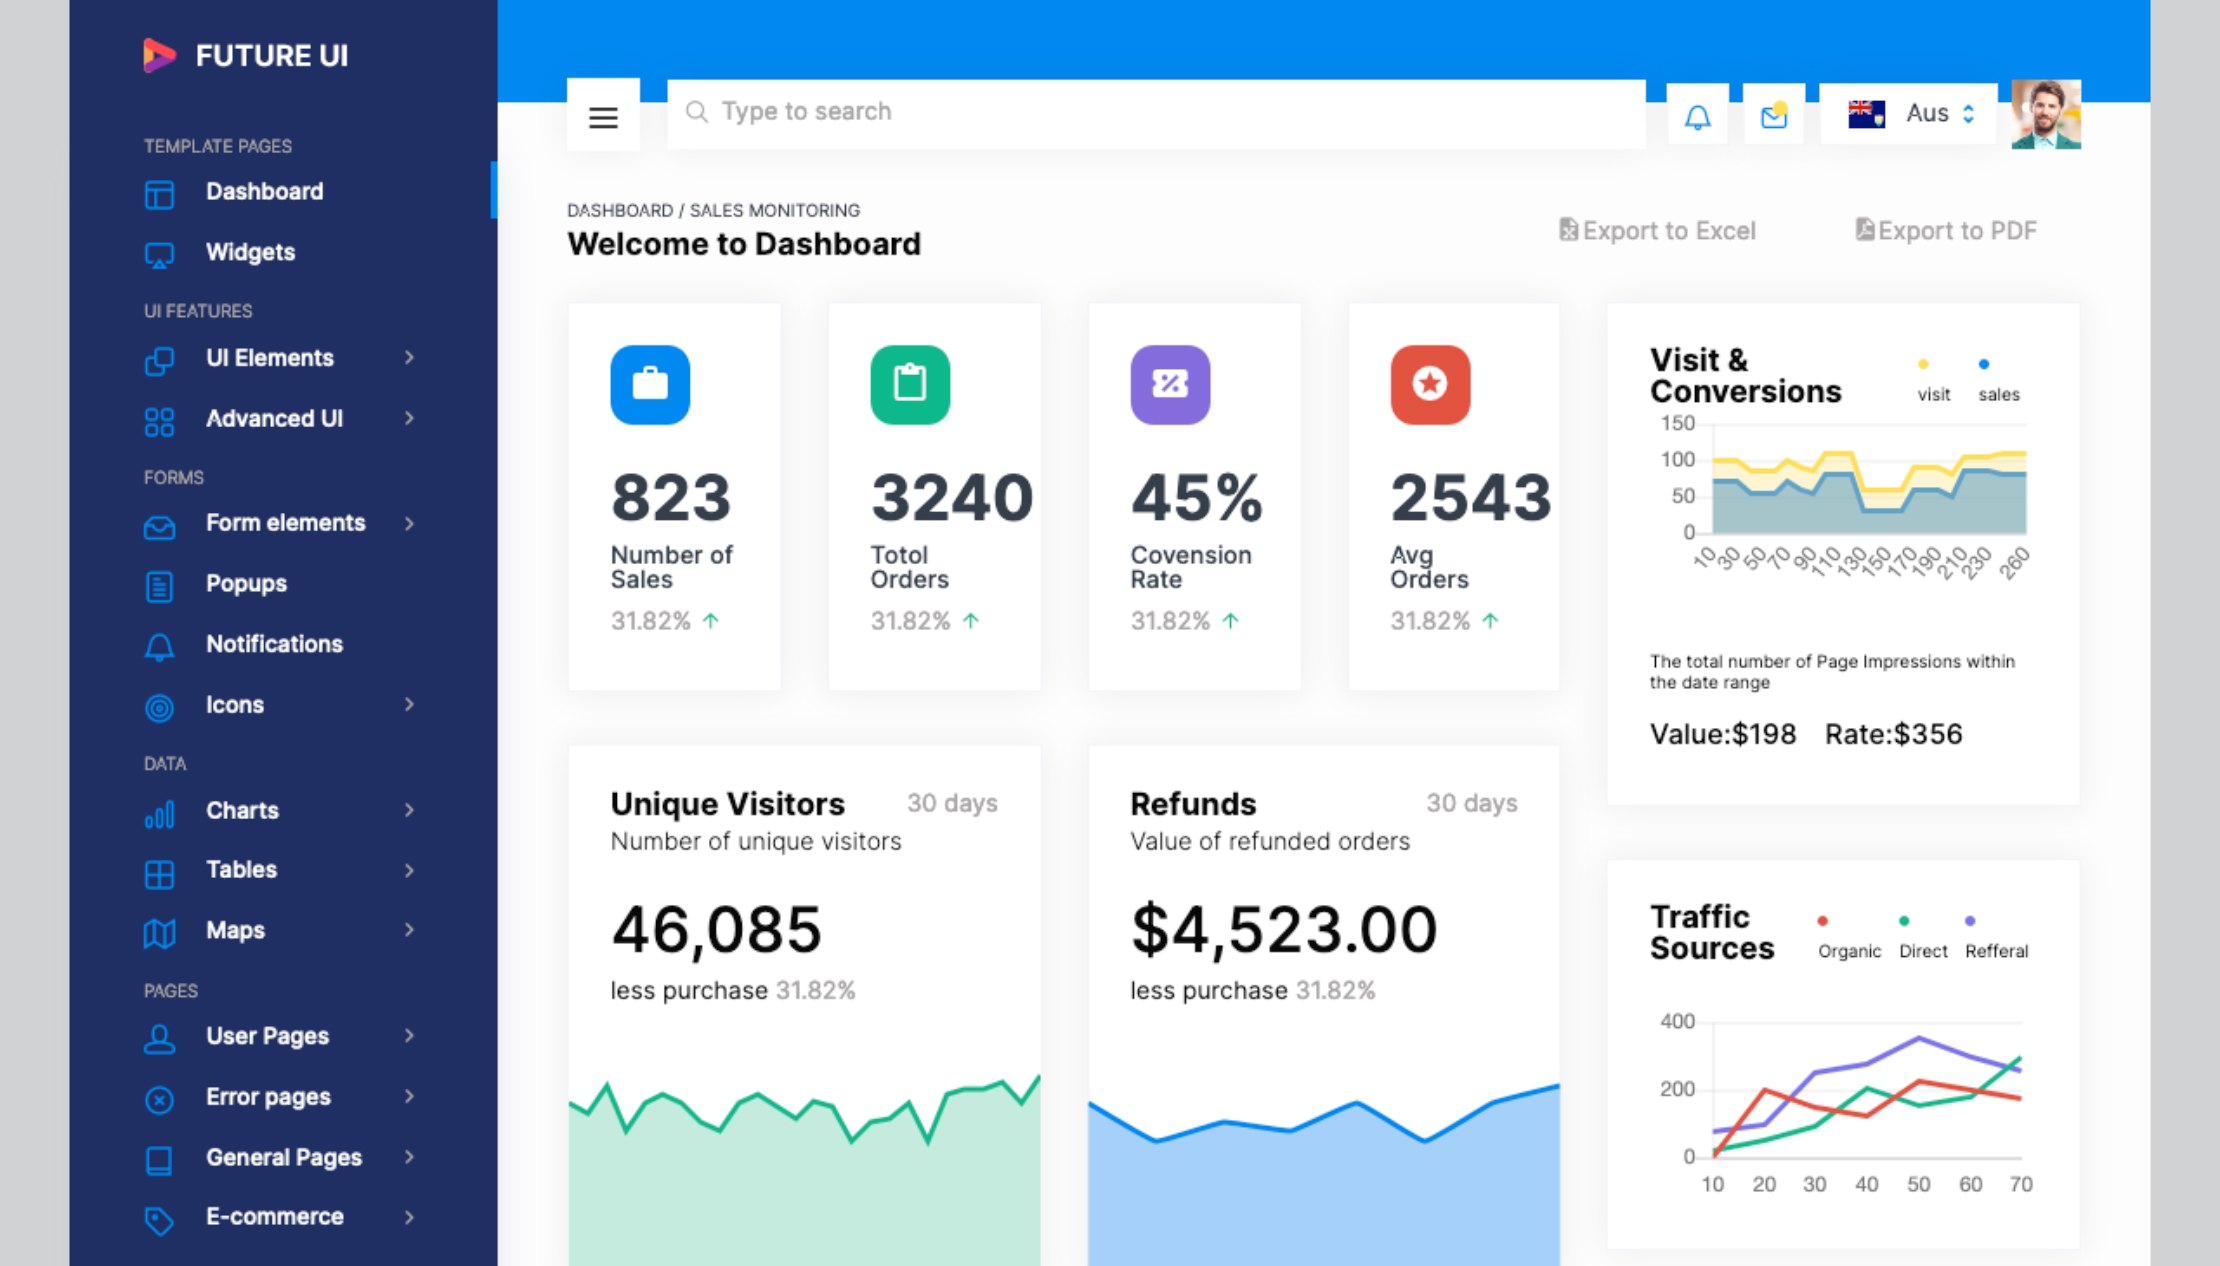 FUTURE UI
TEMPLATE PAGES
Dashboard
Widgets
UI FEATURES
UI Elements
Advanced UI
FORMS
Form elements
Popups
Notifications
Icons
DATA
Charts
Tables
Maps
PAGES
User Pages
Error pages
General Pages
E-commerce
Type to search
Aus
DASHBOARD / SALES MONITORING
Welcome to Dashboard
Export to Excel
Export to PDF
823
Number of
Sales
31.82%
3240
Totol
Orders
31.82%
45%
Covension
Rate
31.82%
2543
Avg
Orders
31.82%
Visit &
Conversions
visit
sales
150
100
50
0
10 30 50 70 90 110 130 150 170 190 210 230 260
The total number of Page Impressions within
the date range
Value:$198 Rate:$356
Unique Visitors
30 days
Number of unique visitors
46,085
less purchase 31.82%
Refunds
30 days
Value of refunded orders
$4,523.00
less purchase 31.82%
Traffic
Sources
Organic Direct Refferal
400
200
0
10 20 30 40 50 60 70